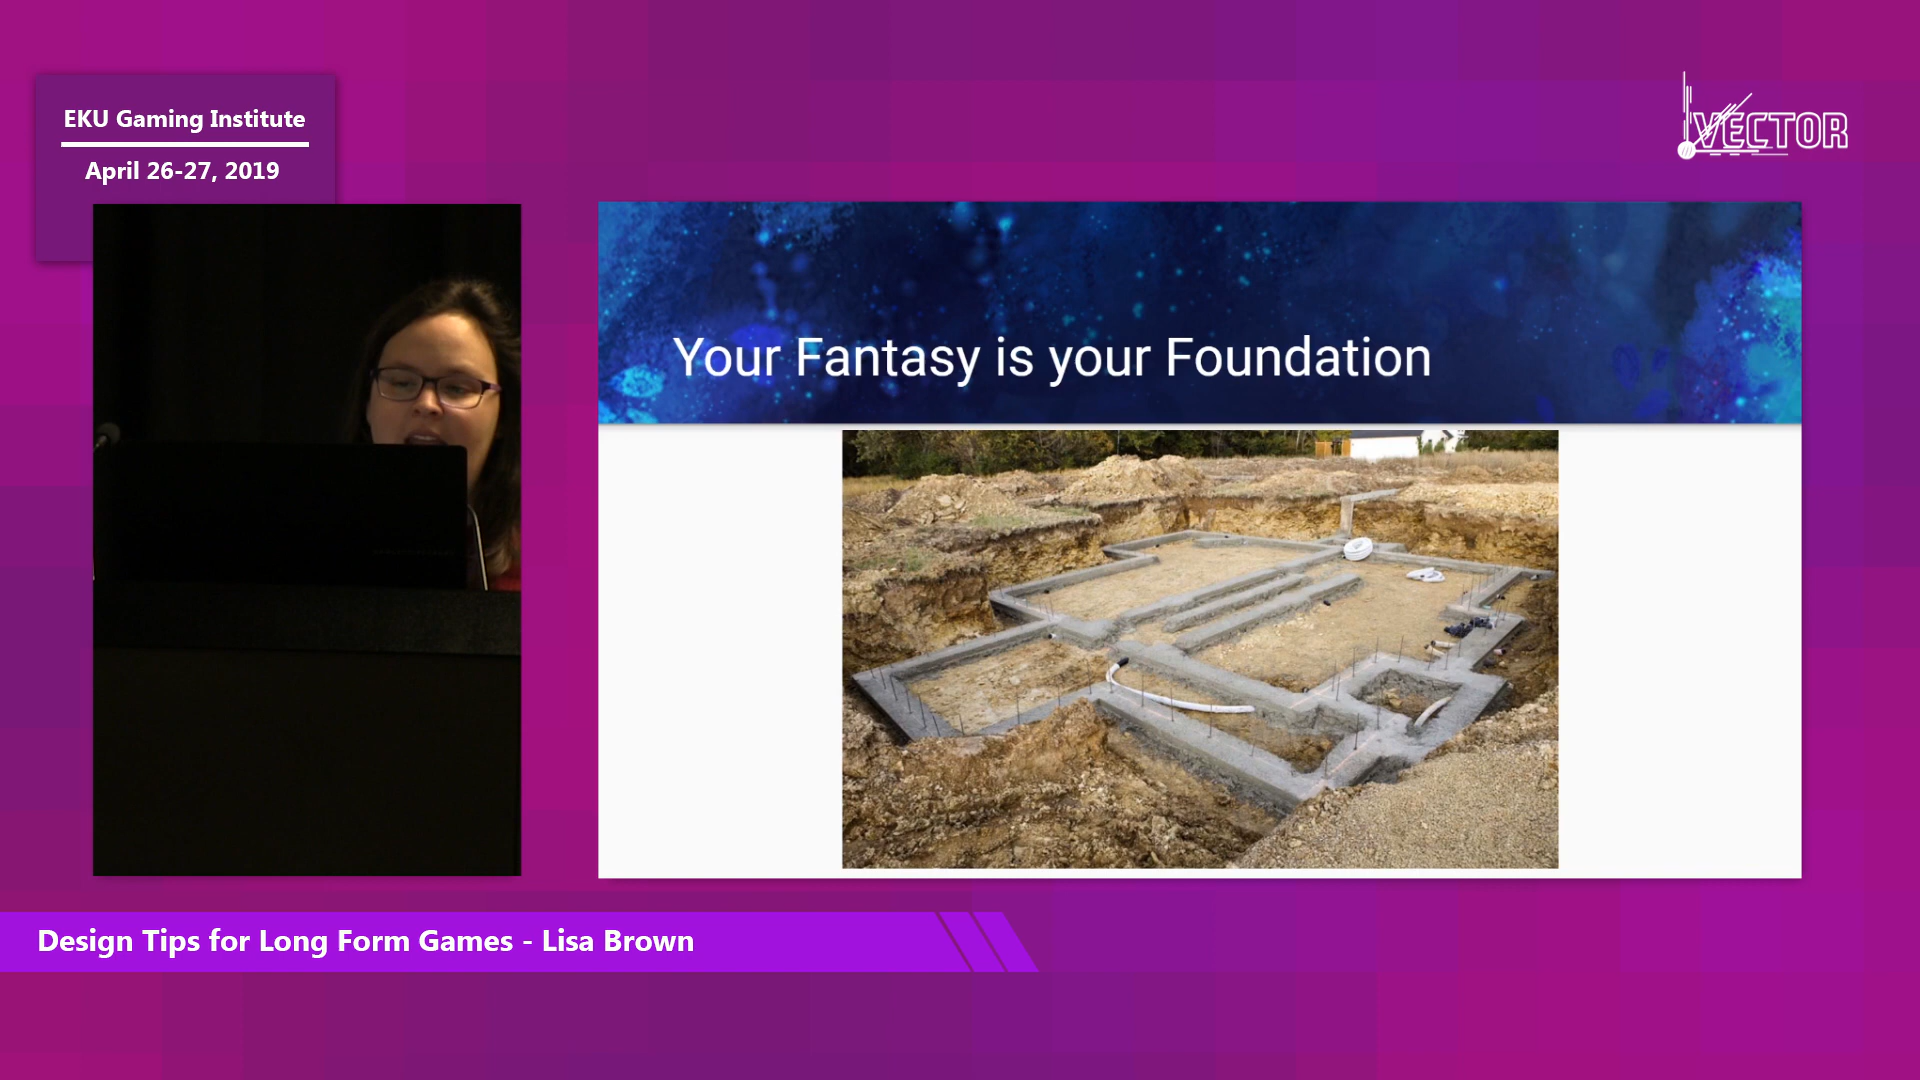 EKU Gaming Institute
April 26-27, 2019
VECTOR
Your Fantasy is your Foundation
Design Tips for Long Form Games - Lisa Brown